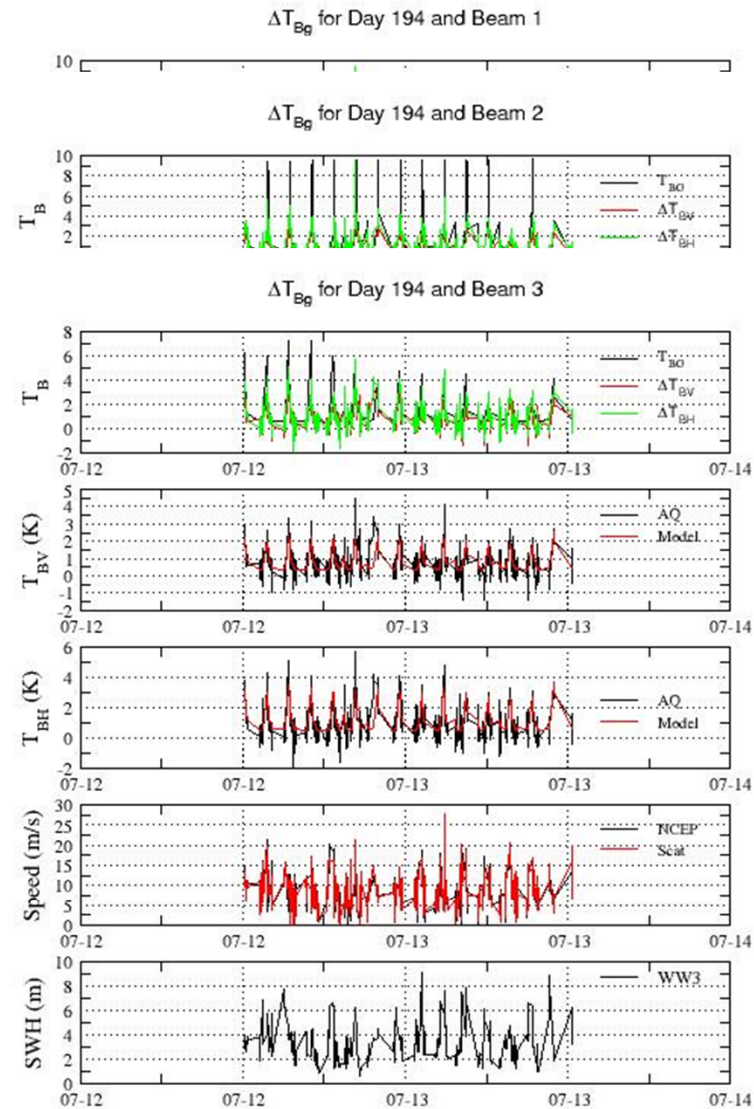 ΔT_Bg for Day 194 and Beam 1
10
ΔT_Bg for Day 194 and Beam 2
10
8
6
4
2
T_B
T_BG
ΔT_BV
ΔT_BH
ΔT_Bg for Day 194 and Beam 3
8
6
4
2
0
-2
T_B
T_BG
ΔT_BV
ΔT_BH
07-12 07-12 07-13 07-13 07-14
5
4
3
2
1
0
-1
-2
T_BV (K)
AQ
Model
07-12 07-12 07-13 07-13 07-14
6
4
2
0
-2
T_BH (K)
AQ
Model
07-12 07-12 07-13 07-13 07-14
30
25
20
15
10
5
0
Speed (m/s)
NCEP
Scat
07-12 07-12 07-13 07-13 07-14
10
8
6
4
2
0
SWH (m)
WW3
07-12 07-12 07-13 07-13 07-14